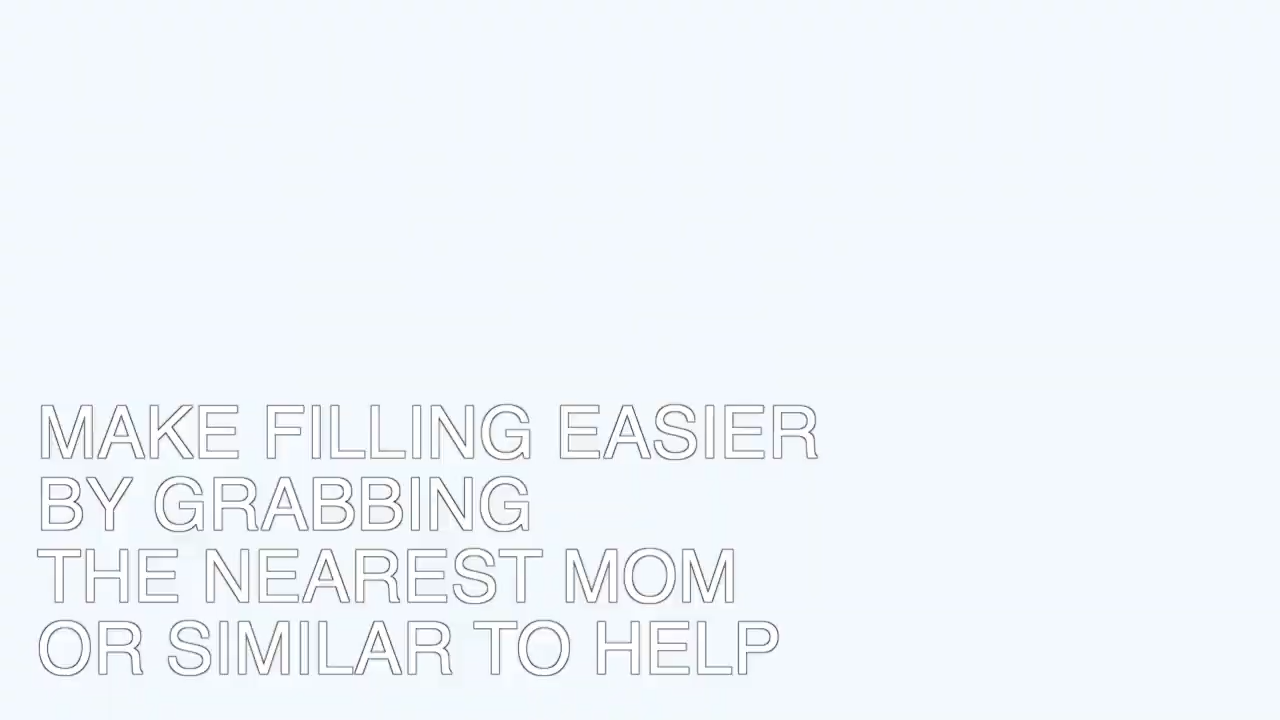 MAKE FILLING EASIER
BY GRABBING
THE NEAREST MOM
OR SIMILAR TO HELP